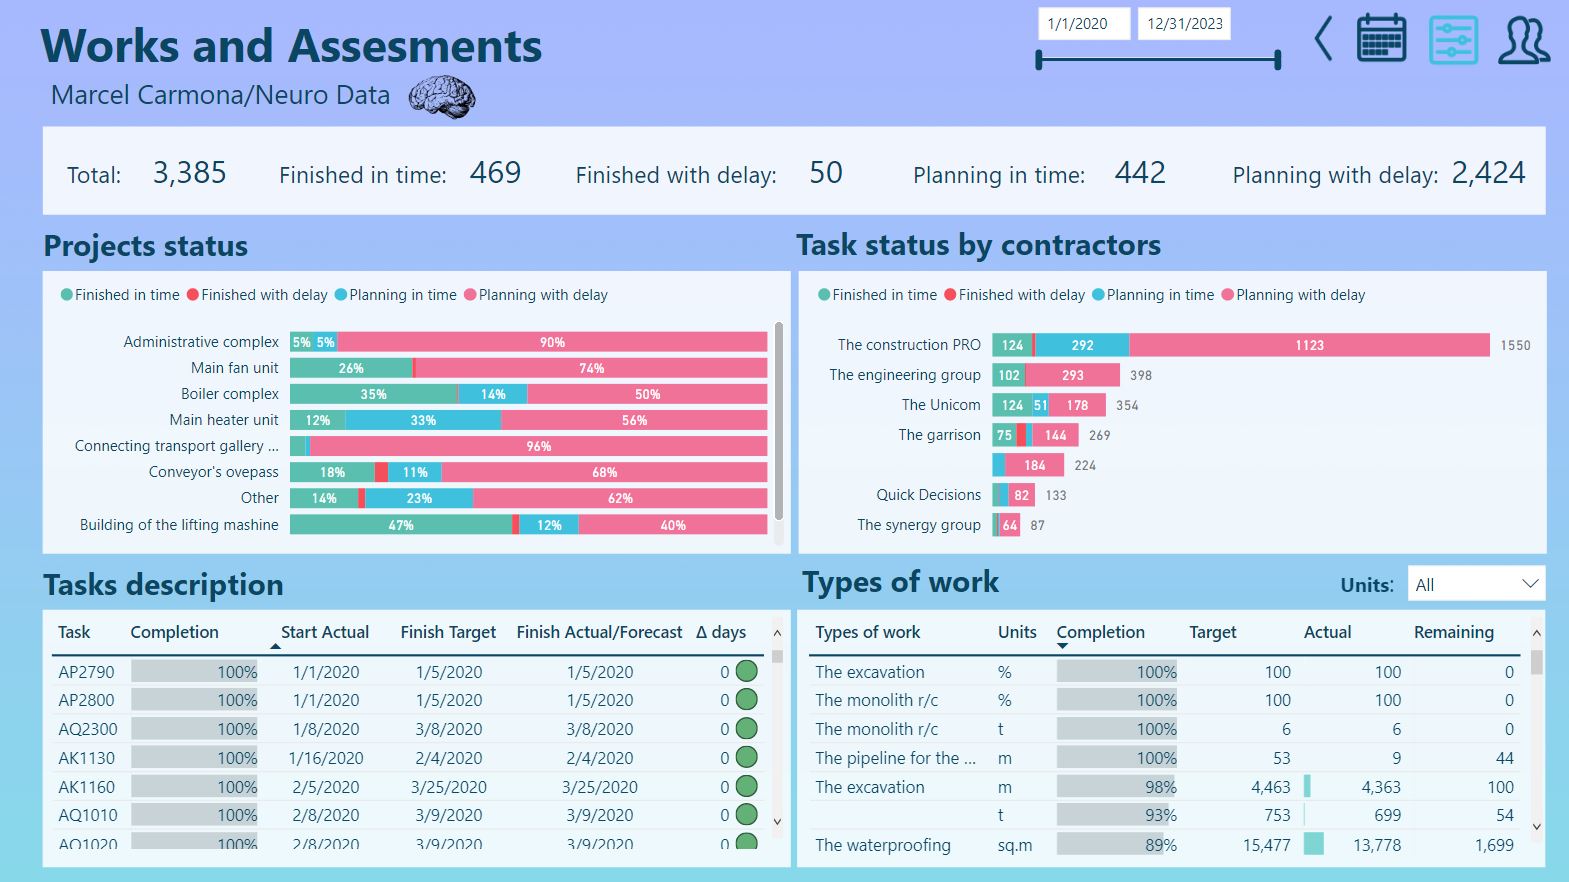 Works and Assesments
Marcel Carmona/Neuro Data
1/1/2020 12/31/2023
Total: 3,385 Finished in time: 469 Finished with delay: 50 Planning in time: 442 Planning with delay: 2,424
Projects status
Finished in time Finished with delay Planning in time Planning with delay
Administrative complex 5% 5% 90%
Main fan unit 26% 74%
Boiler complex 35% 14% 50%
Main heater unit 12% 33% 56%
Connecting transport gallery ... 96%
Conveyor's ovepass 18% 11% 68%
Other 14% 23% 62%
Building of the lifting mashine 47% 12% 40%
Task status by contractors
Finished in time Finished with delay Planning in time Planning with delay
The construction PRO 124 292 1123 1550
The engineering group 102 293 398
The Unicom 124 51 178 354
The garrison 75 144 269
184 224
Quick Decisions 82 133
The synergy group 64 87
Tasks description
Task Completion Start Actual Finish Target Finish Actual/Forecast Δ days
AP2790 100% 1/1/2020 1/5/2020 1/5/2020 0
AP2800 100% 1/1/2020 1/5/2020 1/5/2020 0
AQ2300 100% 1/8/2020 3/8/2020 3/8/2020 0
AK1130 100% 1/16/2020 2/4/2020 2/4/2020 0
AK1160 100% 2/5/2020 3/25/2020 3/25/2020 0
AQ1010 100% 2/8/2020 3/9/2020 3/9/2020 0
AQ1020 100% 2/8/2020 3/9/2020 3/9/2020 0
Types of work
Units: All
Types of work Units Completion Target Actual Remaining
The excavation % 100% 100 100 0
The monolith r/c % 100% 100 100 0
The monolith r/c t 100% 6 6 0
The pipeline for the ... m 100% 53 9 44
The excavation m 98% 4,463 4,363 100
t 93% 753 699 54
The waterproofing sq.m 89% 15,477 13,778 1,699